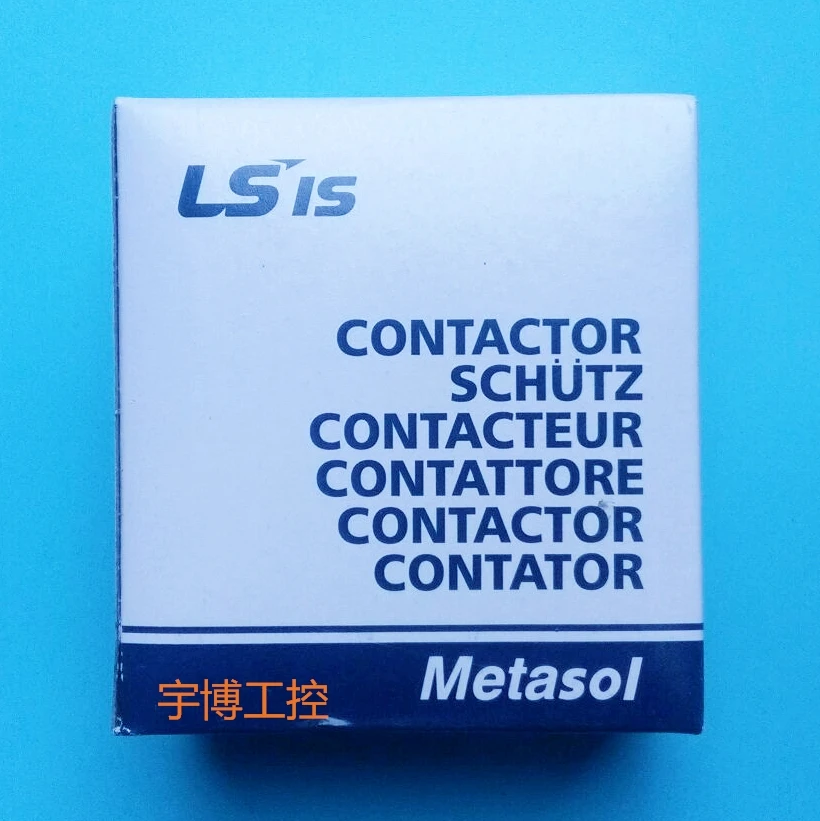 LS IS
CONTACTOR
SCHÜTZ
CONTACTEUR
CONTATTORE
CONTACTOR
CONTATOR
Metasol
宇博工控